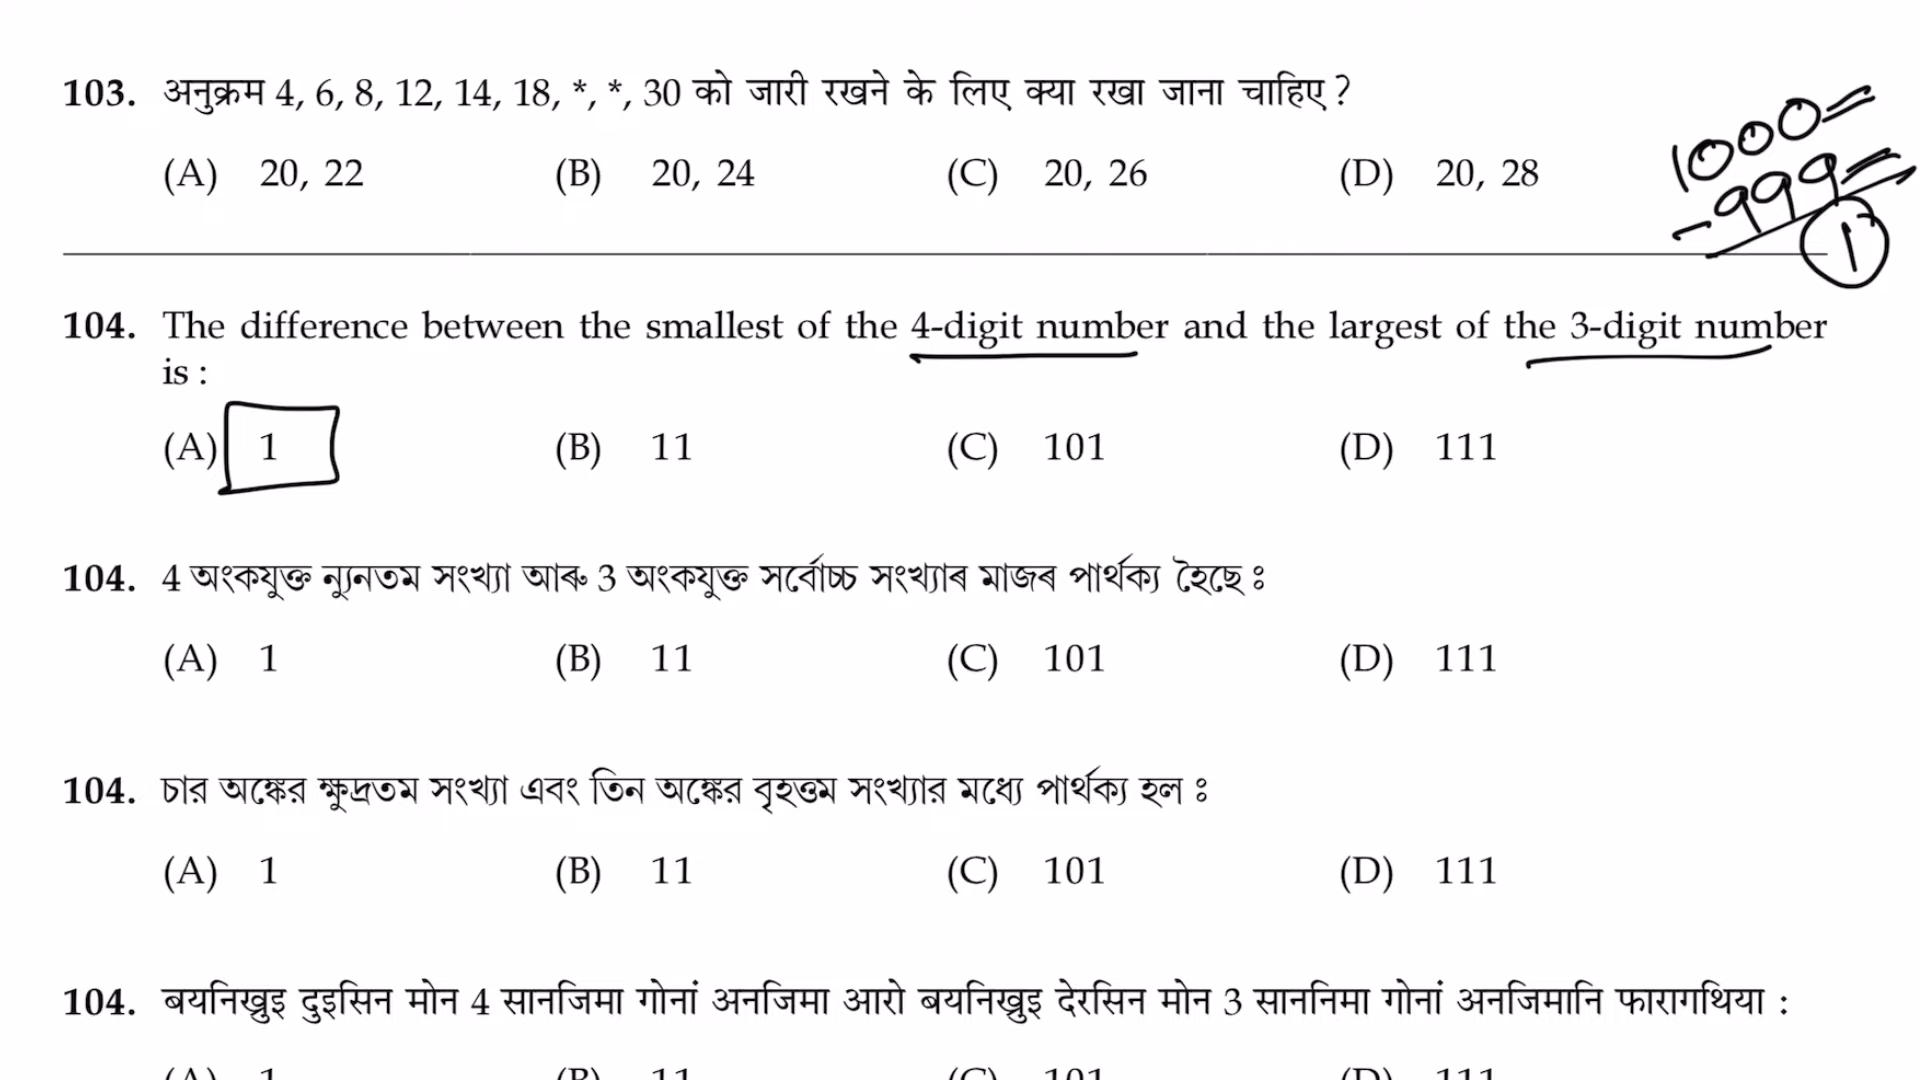 103. अनुक्रम 4, 6, 8, 12, 14, 18, *, *, 30 को जारी रखने के लिए क्या रखा जाना चाहिए ?
(A) 20, 22 (B) 20, 24 (C) 20, 26 (D) 20, 28
1000=
-999=
1
104. The difference between the smallest of the 4-digit number and the largest of the 3-digit number
is :
(A) 1 (B) 11 (C) 101 (D) 111
104. 4 অংকযুক্ত ন্যুনতম সংখ্যা আৰু 3 অংকযুক্ত সৰ্বোচ্চ সংখ্যাৰ মাজৰ পাৰ্থক্য হৈছে ঃ
(A) 1 (B) 11 (C) 101 (D) 111
104. চার অঙ্কের ক্ষুদ্রতম সংখ্যা এবং তিন অঙ্কের বৃহত্তম সংখ্যার মধ্যে পার্থক্য হল ঃ
(A) 1 (B) 11 (C) 101 (D) 111
104. बयनिख्रुइ दुइसिन मोन 4 सानजिमा गोनां अनजिमा आरो बयनिख्रुइ देरसिन मोन 3 साननिमा गोनां अनजिमानि फारागथिया :
(A) 1 (B) 11 (C) 101 (D) 111